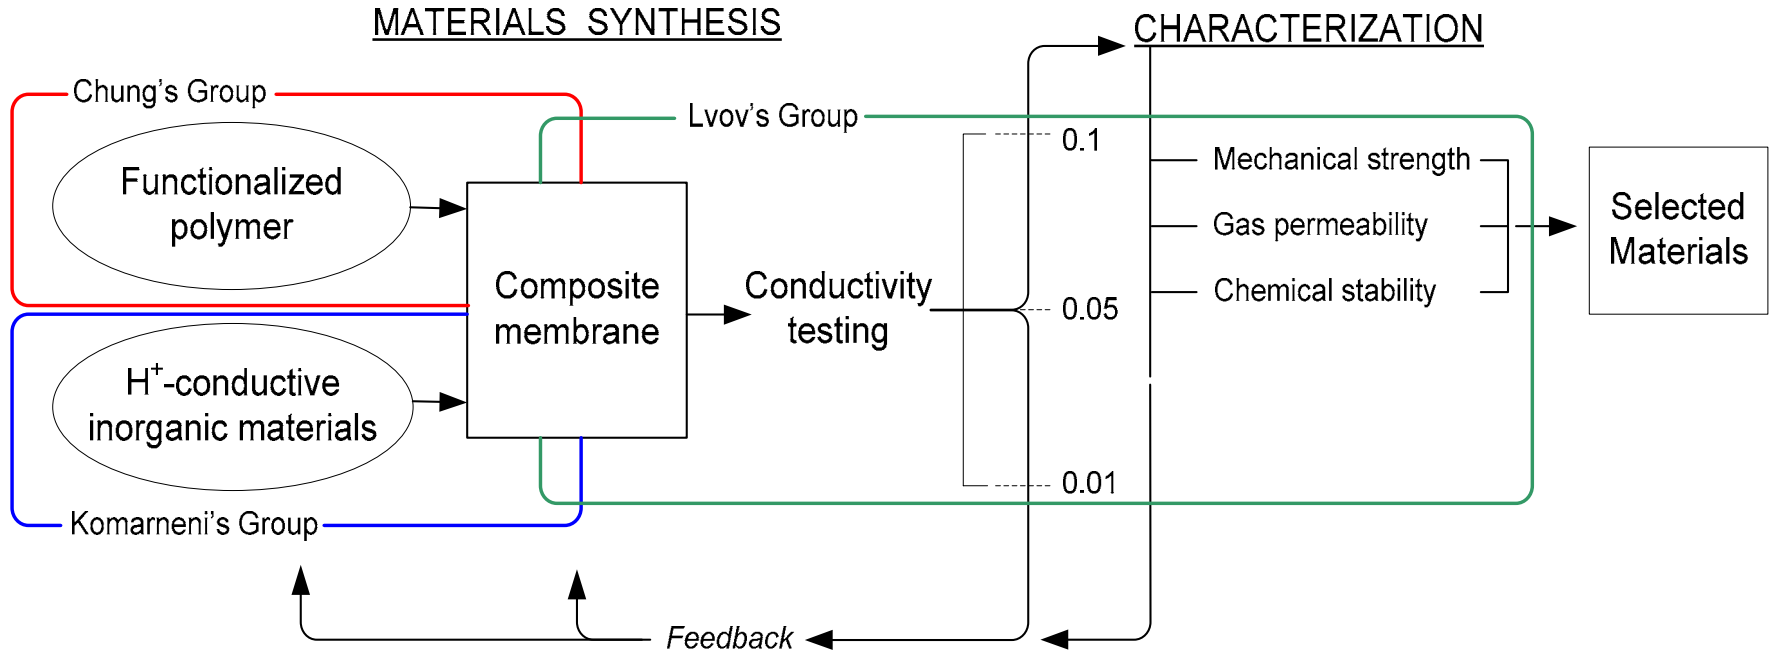 MATERIALS SYNTHESIS
CHARACTERIZATION
Chung's Group
Lvov's Group
Functionalized
polymer
H⁺-conductive
inorganic materials
Komarneni's Group
Composite
membrane
Conductivity
testing
0.1
0.05
0.01
Mechanical strength
Gas permeability
Chemical stability
Selected
Materials
Feedback